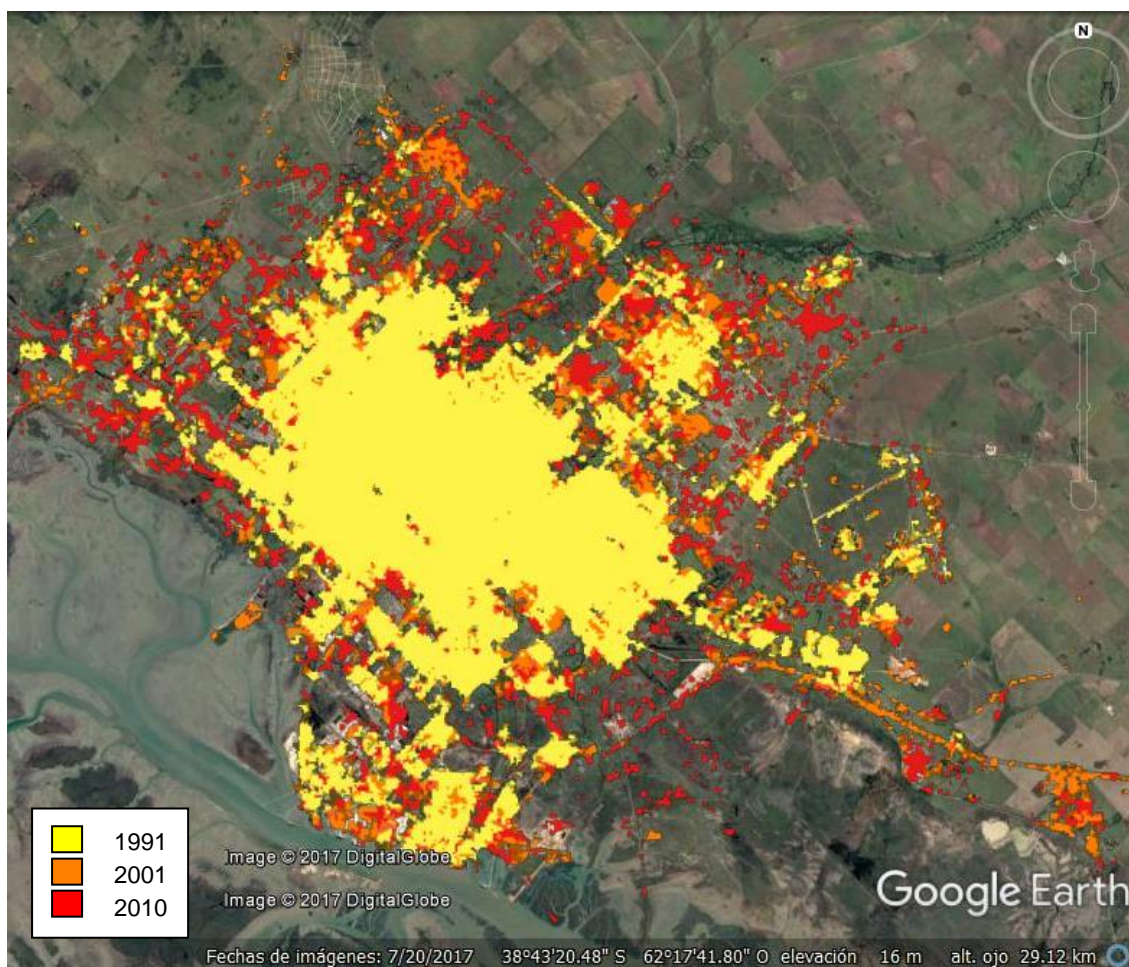 N
1991
2001
2010
Image © 2017 DigitalGlobe
Image © 2017 DigitalGlobe
Google Earth
Fechas de imágenes: 7/20/2017 38°43'20.48" S 62°17'41.80" O elevación 16 m alt. ojo 29.12 km